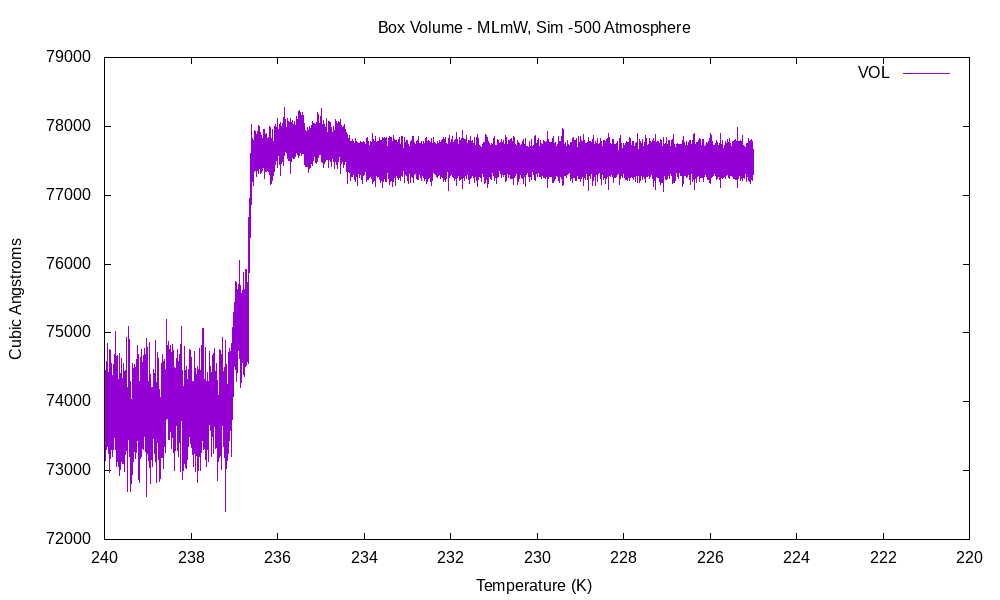 Box Volume - MLmW, Sim -500 Atmosphere
79000
VOL
78000
77000
76000
75000
74000
73000
72000
Cubic Angstroms
240 238 236 234 232 230 228 226 224 222 220
Temperature (K)